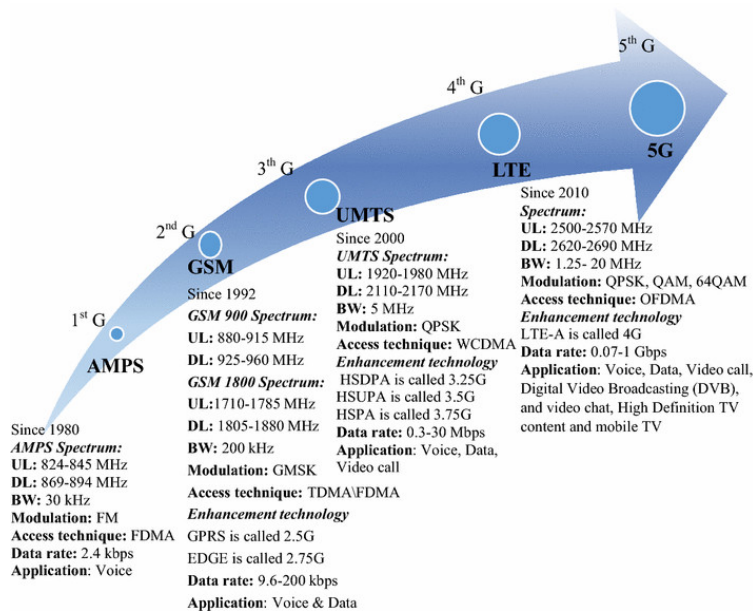 1st G
AMPS
Since 1980
AMPS Spectrum:
UL: 824-845 MHz
DL: 869-894 MHz
BW: 30 kHz
Modulation: FM
Access technique: FDMA
Data rate: 2.4 kbps
Application: Voice
2nd G
GSM
Since 1992
GSM 900 Spectrum:
UL: 880-915 MHz
DL: 925-960 MHz
GSM 1800 Spectrum:
UL:1710-1785 MHz
DL: 1805-1880 MHz
BW: 200 kHz
Modulation: GMSK
Access technique: TDMA\FDMA
Enhancement technology
GPRS is called 2.5G
EDGE is called 2.75G
Data rate: 9.6-200 kbps
Application: Voice & Data
3th G
UMTS
Since 2000
UMTS Spectrum:
UL: 1920-1980 MHz
DL: 2110-2170 MHz
BW: 5 MHz
Modulation: QPSK
Access technique: WCDMA
Enhancement technology
HSDPA is called 3.25G
HSUPA is called 3.5G
HSPA is called 3.75G
Data rate: 0.3-30 Mbps
Application: Voice, Data,
Video call
4th G
LTE
Since 2010
Spectrum:
UL: 2500-2570 MHz
DL: 2620-2690 MHz
BW: 1.25- 20 MHz
Modulation: QPSK, QAM, 64QAM
Access technique: OFDMA
Enhancement technology
LTE-A is called 4G
Data rate: 0.07-1 Gbps
Application: Voice, Data, Video call,
Digital Video Broadcasting (DVB),
and video chat, High Definition TV
content and mobile TV
5th G
5G